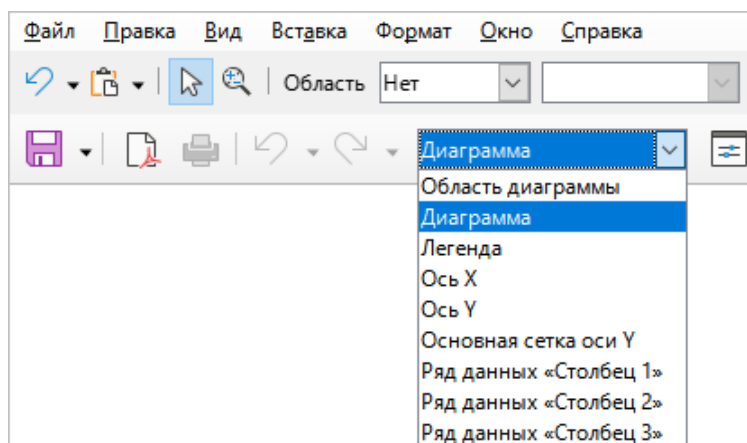 Файл Правка Вид Вставка Формат Окно Справка
Область Нет
Диаграмма
Область диаграммы
Диаграмма
Легенда
Ось X
Ось Y
Основная сетка оси Y
Ряд данных «Столбец 1»
Ряд данных «Столбец 2»
Ряд данных «Столбец 3»